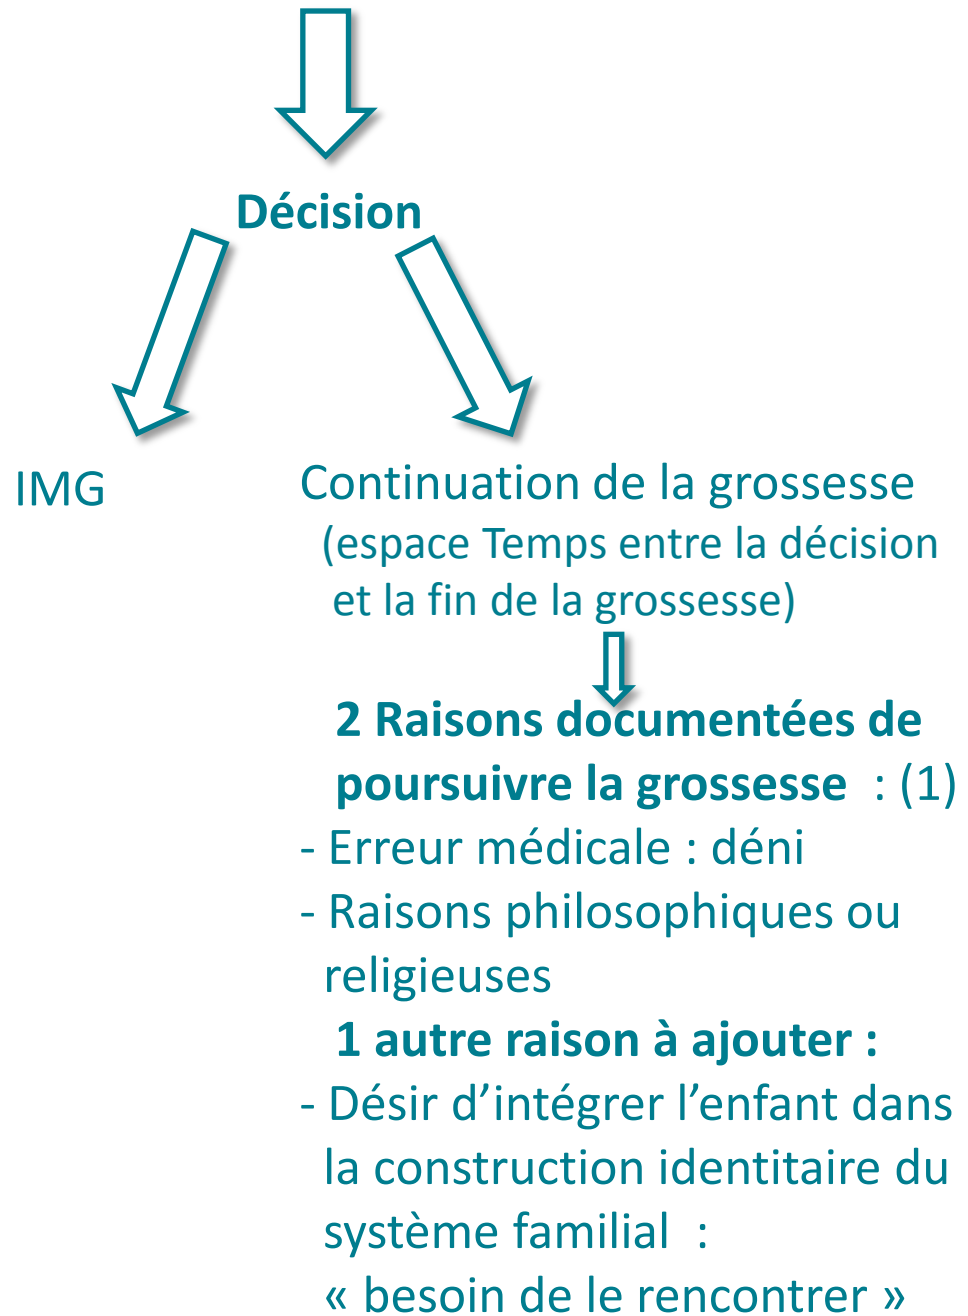 Décision
IMG
Continuation de la grossesse
(espace Temps entre la décision
et la fin de la grossesse)
2 Raisons documentées de
poursuivre la grossesse : (1)
- Erreur médicale : déni
- Raisons philosophiques ou
religieuses
1 autre raison à ajouter :
- Désir d’intégrer l’enfant dans
la construction identitaire du
système familial :
« besoin de le rencontrer »